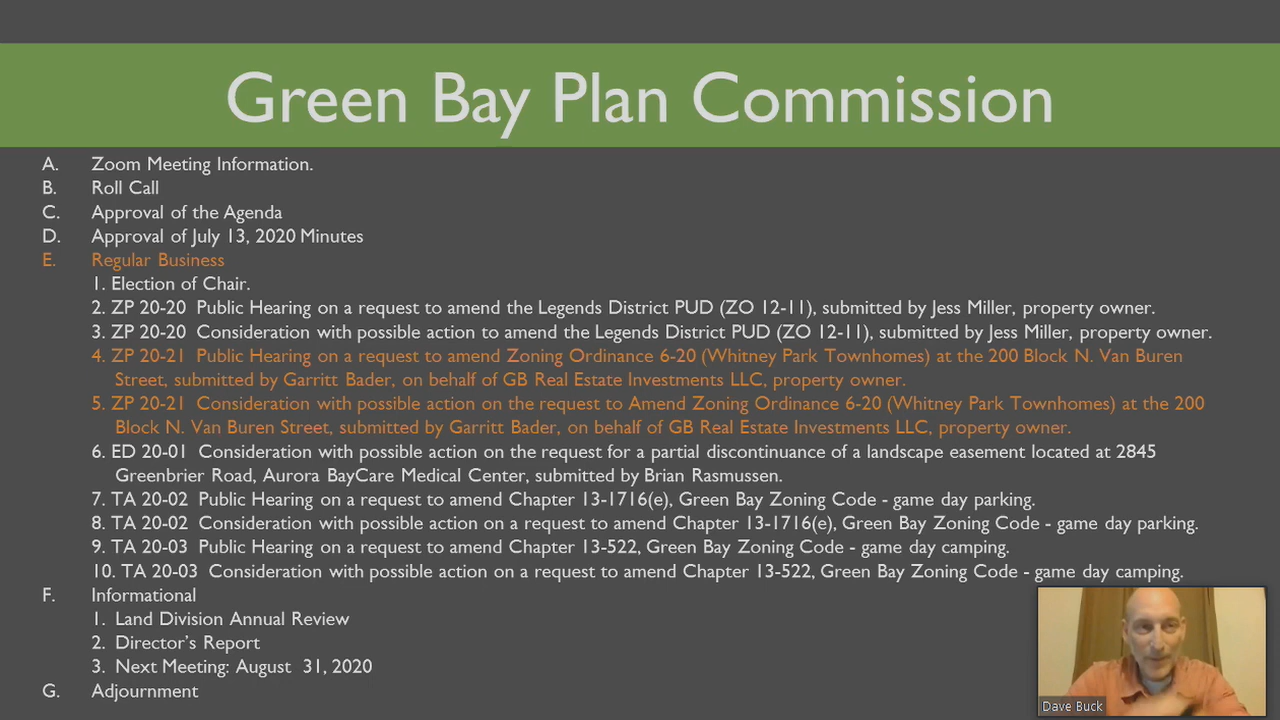 Green Bay Plan Commission
A. Zoom Meeting Information.
B. Roll Call
C. Approval of the Agenda
D. Approval of July 13, 2020 Minutes
E. Regular Business
1. Election of Chair.
2. ZP 20-20 Public Hearing on a request to amend the Legends District PUD (ZO 12-11), submitted by Jess Miller, property owner.
3. ZP 20-20 Consideration with possible action to amend the Legends District PUD (ZO 12-11), submitted by Jess Miller, property owner.
4. ZP 20-21 Public Hearing on a request to amend Zoning Ordinance 6-20 (Whitney Park Townhomes) at the 200 Block N. Van Buren
Street, submitted by Garritt Bader, on behalf of GB Real Estate Investments LLC, property owner.
5. ZP 20-21 Consideration with possible action on the request to Amend Zoning Ordinance 6-20 (Whitney Park Townhomes) at the 200
Block N. Van Buren Street, submitted by Garritt Bader, on behalf of GB Real Estate Investments LLC, property owner.
6. ED 20-01 Consideration with possible action on the request for a partial discontinuance of a landscape easement located at 2845
Greenbrier Road, Aurora BayCare Medical Center, submitted by Brian Rasmussen.
7. TA 20-02 Public Hearing on a request to amend Chapter 13-1716(e), Green Bay Zoning Code - game day parking.
8. TA 20-02 Consideration with possible action on a request to amend Chapter 13-1716(e), Green Bay Zoning Code - game day parking.
9. TA 20-03 Public Hearing on a request to amend Chapter 13-522, Green Bay Zoning Code - game day camping.
10. TA 20-03 Consideration with possible action on a request to amend Chapter 13-522, Green Bay Zoning Code - game day camping.
F. Informational
1. Land Division Annual Review
2. Director's Report
3. Next Meeting: August 31, 2020
G. Adjournment
Dave Buck